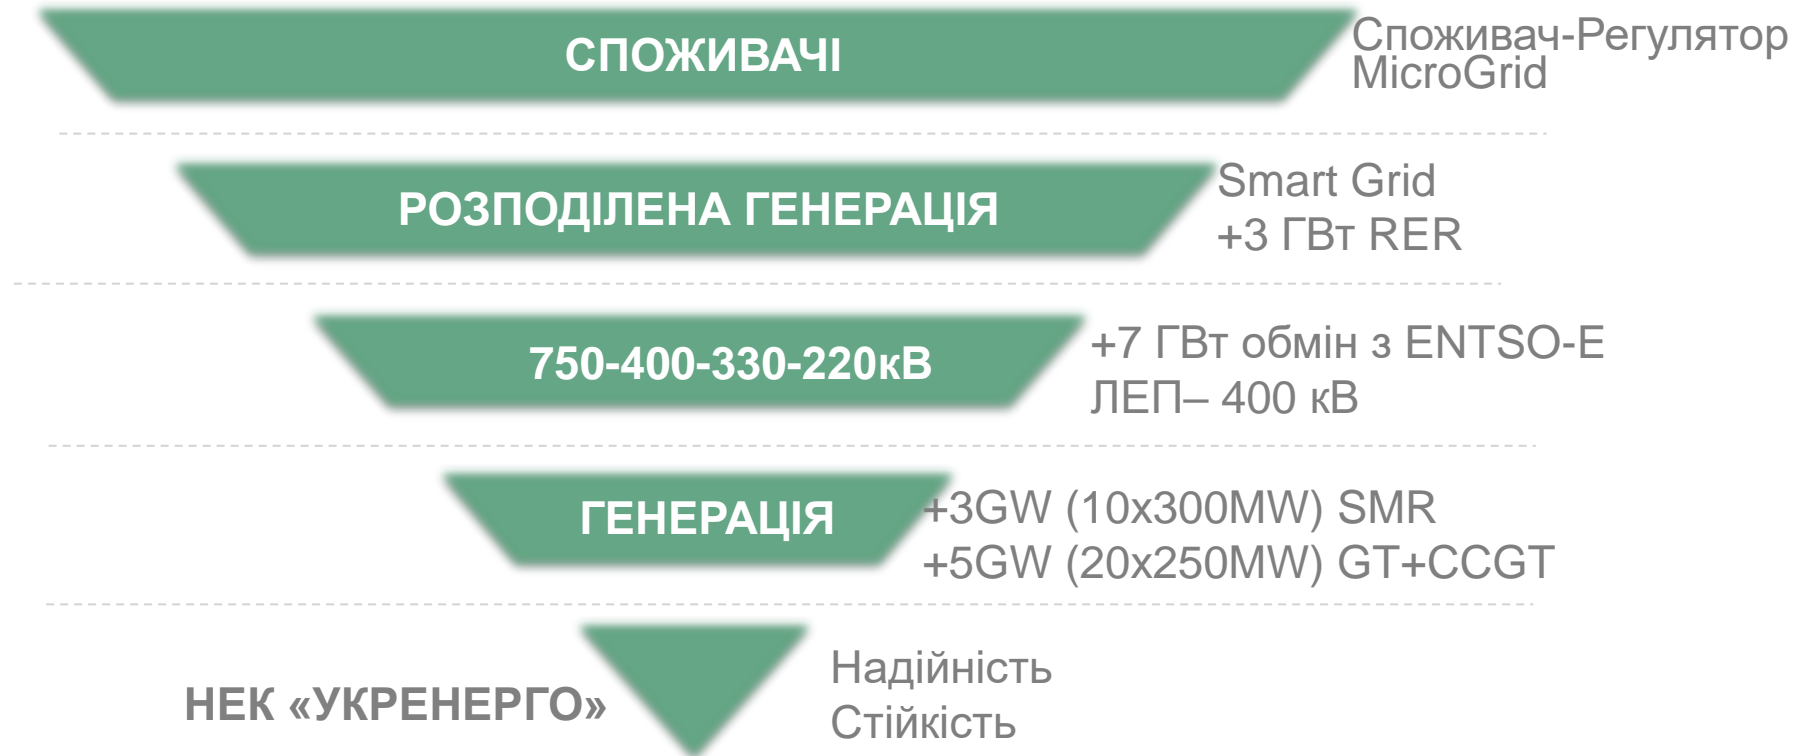 СПОЖИВАЧІ
Споживач-Регулятор
MicroGrid
РОЗПОДІЛЕНА ГЕНЕРАЦІЯ
Smart Grid
+3 ГВт RER
750-400-330-220кВ
+7 ГВт обмін з ENTSO-E
ЛЕП– 400 кВ
ГЕНЕРАЦІЯ
+3GW (10x300MW) SMR
+5GW (20x250MW) GT+CCGT
НЕК «УКРЕНЕРГО»
Надійність
Стійкість